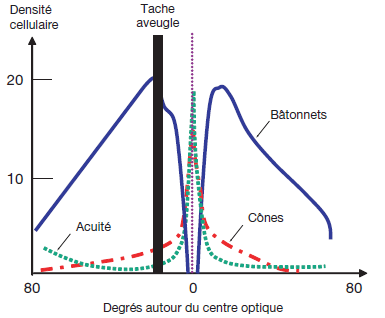 Densité
cellulaire
Tache
aveugle
20
Bâtonnets
10
Acuité
Cônes
80
0
80
Degrés autour du centre optique